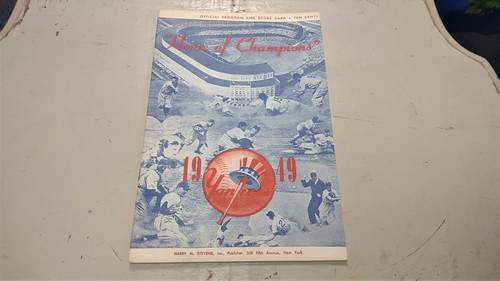 OFFICIAL PROGRAM AND SCORE CARD • TEN CENTS
"Home of Champions"
19 49
Yankees
HARRY M. STEVENS, Inc., Publisher, 320 Fifth Avenue, New York